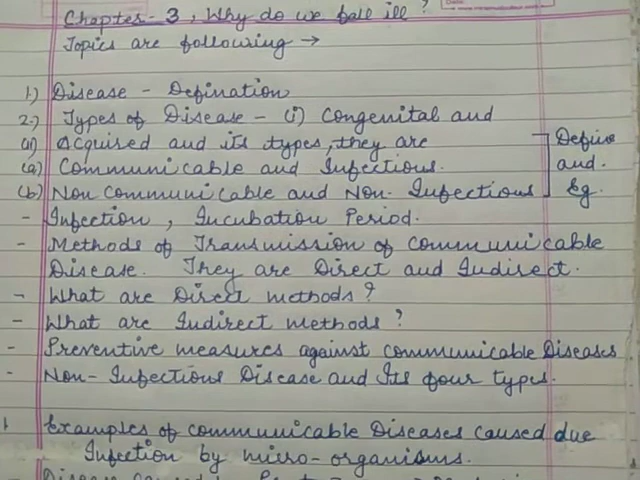 Chapter - 3, Why do we fall ill?
Topics are following →
1.) Disease - Defination
2.) Types of Disease - (i) Congenital and
(ii) Acquired and its types, they are
(a) Communicable and Infectious.
(b) Non Communicable and Non-Infectious
Define
and.
Eg.
- Infection, Incubation Period.
- Methods of Transmission of communicable
Disease. They are Direct and Indirect.
- What are Direct methods?
- What are Indirect methods?
- Preventive measures against communicable Diseases
- Non-Infectious Disease and Its four types.
Examples of communicable Diseases caused due
Infection by micro-organisms.